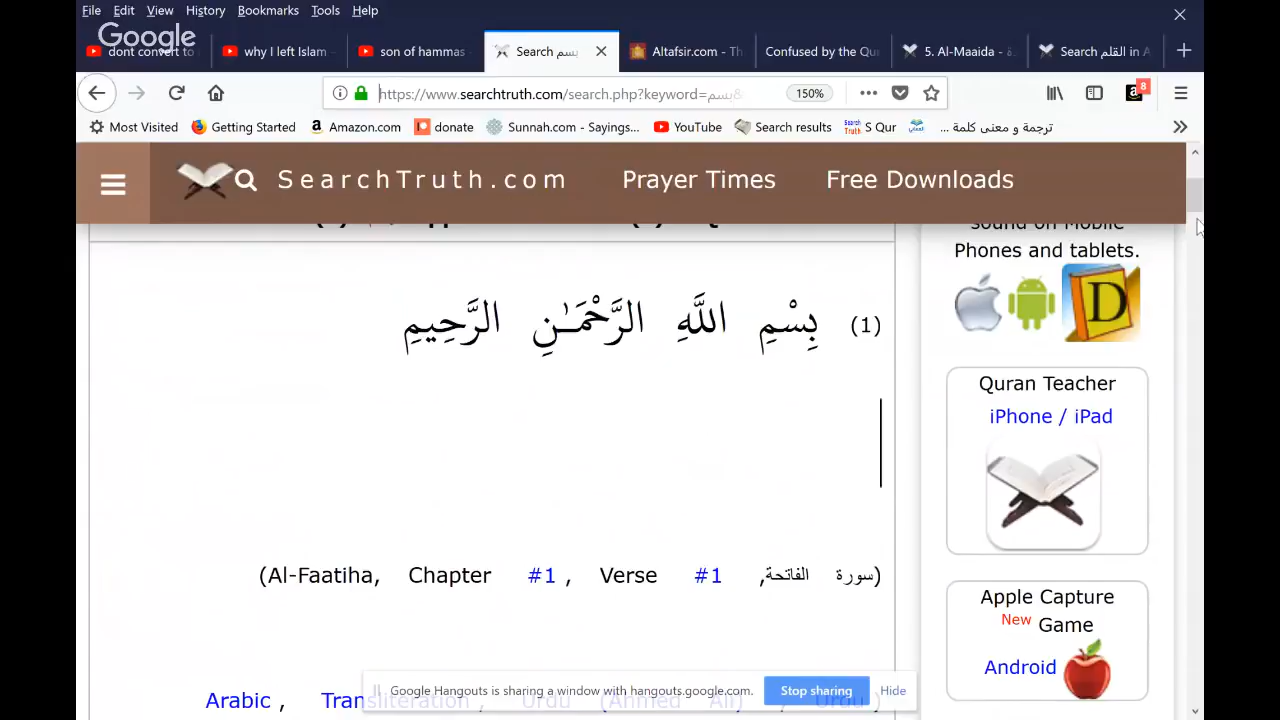 File Edit View History Bookmarks Tools Help
Google
dont convert to
why I left Islam
son of hammas
Search بسم
Altafsir.com - Th
Confused by the Qu
5. Al-Maaida - ة
Search القلم in A
https://www.searchtruth.com/search.php?keyword=بسم&
150%
8
Most Visited Getting Started Amazon.com donate Sunnah.com - Sayings,... YouTube Search results S Qur ترجمة و معنى كلمة ...
SearchTruth.com Prayer Times Free Downloads
sound on Mobile
Phones and tablets.
D
(1) بِسْمِ اللَّهِ الرَّحْمَـٰنِ الرَّحِيمِ
Quran Teacher
iPhone / iPad
(Al-Faatiha, Chapter #1, Verse #1 سورة الفاتحة,)
Apple Capture
New Game
Android
Google Hangouts is sharing a window with hangouts.google.com. Stop sharing Hide
Arabic, Transliteration, Urdu (Ahmed Ali), Urdu)